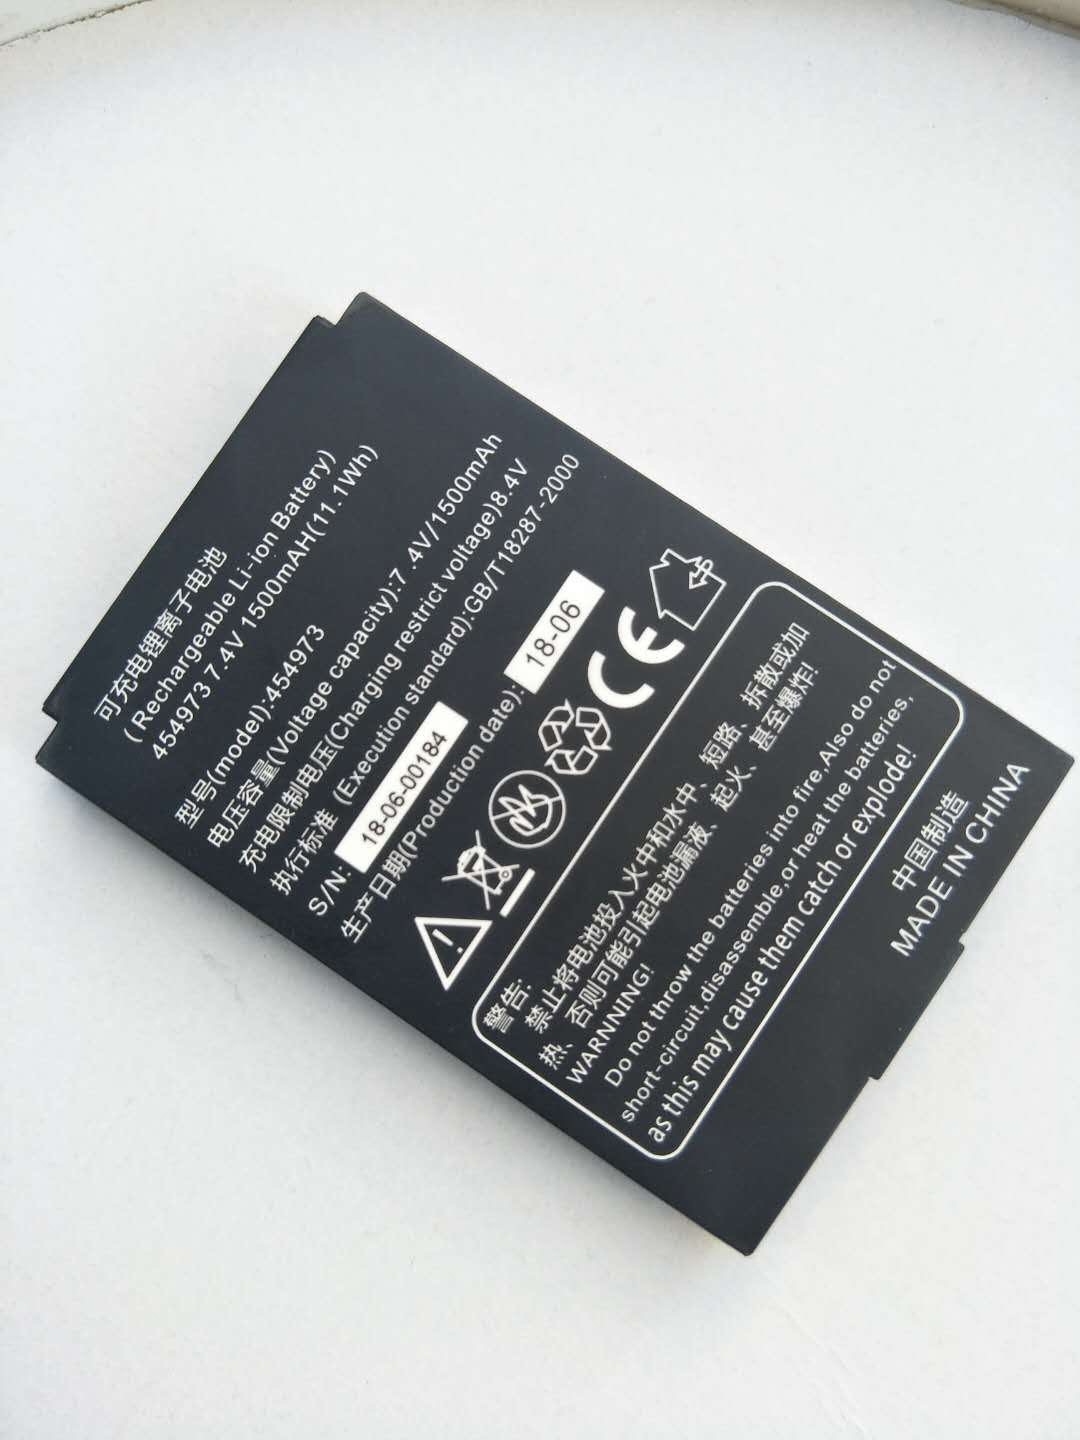 可充电锂离子电池
(Rechargeable Li-ion Battery)
454973 7.4V 1500mAH(11.1Wh)
型号(model):454973
电压容量(Voltage capacity):7 .4V/1500mAh
充电限制电压(Charging restrict voltage)8.4V
执行标准 (Execution standard):GB/T18287-2000
S/N: 18-06-00184
生产日期(Production date): 18-06
CE
警告:
禁止将电池投入火中和水中、短路、拆散或加
热、否则可能引起电池漏液、起火、甚至爆炸!
WARNNING!
Do not throw the batteries into fire,Also do not
short-circuit,disassemble,or heat the batteries,
as this may cause them catch or explode!
中国制造
MADE IN CHINA